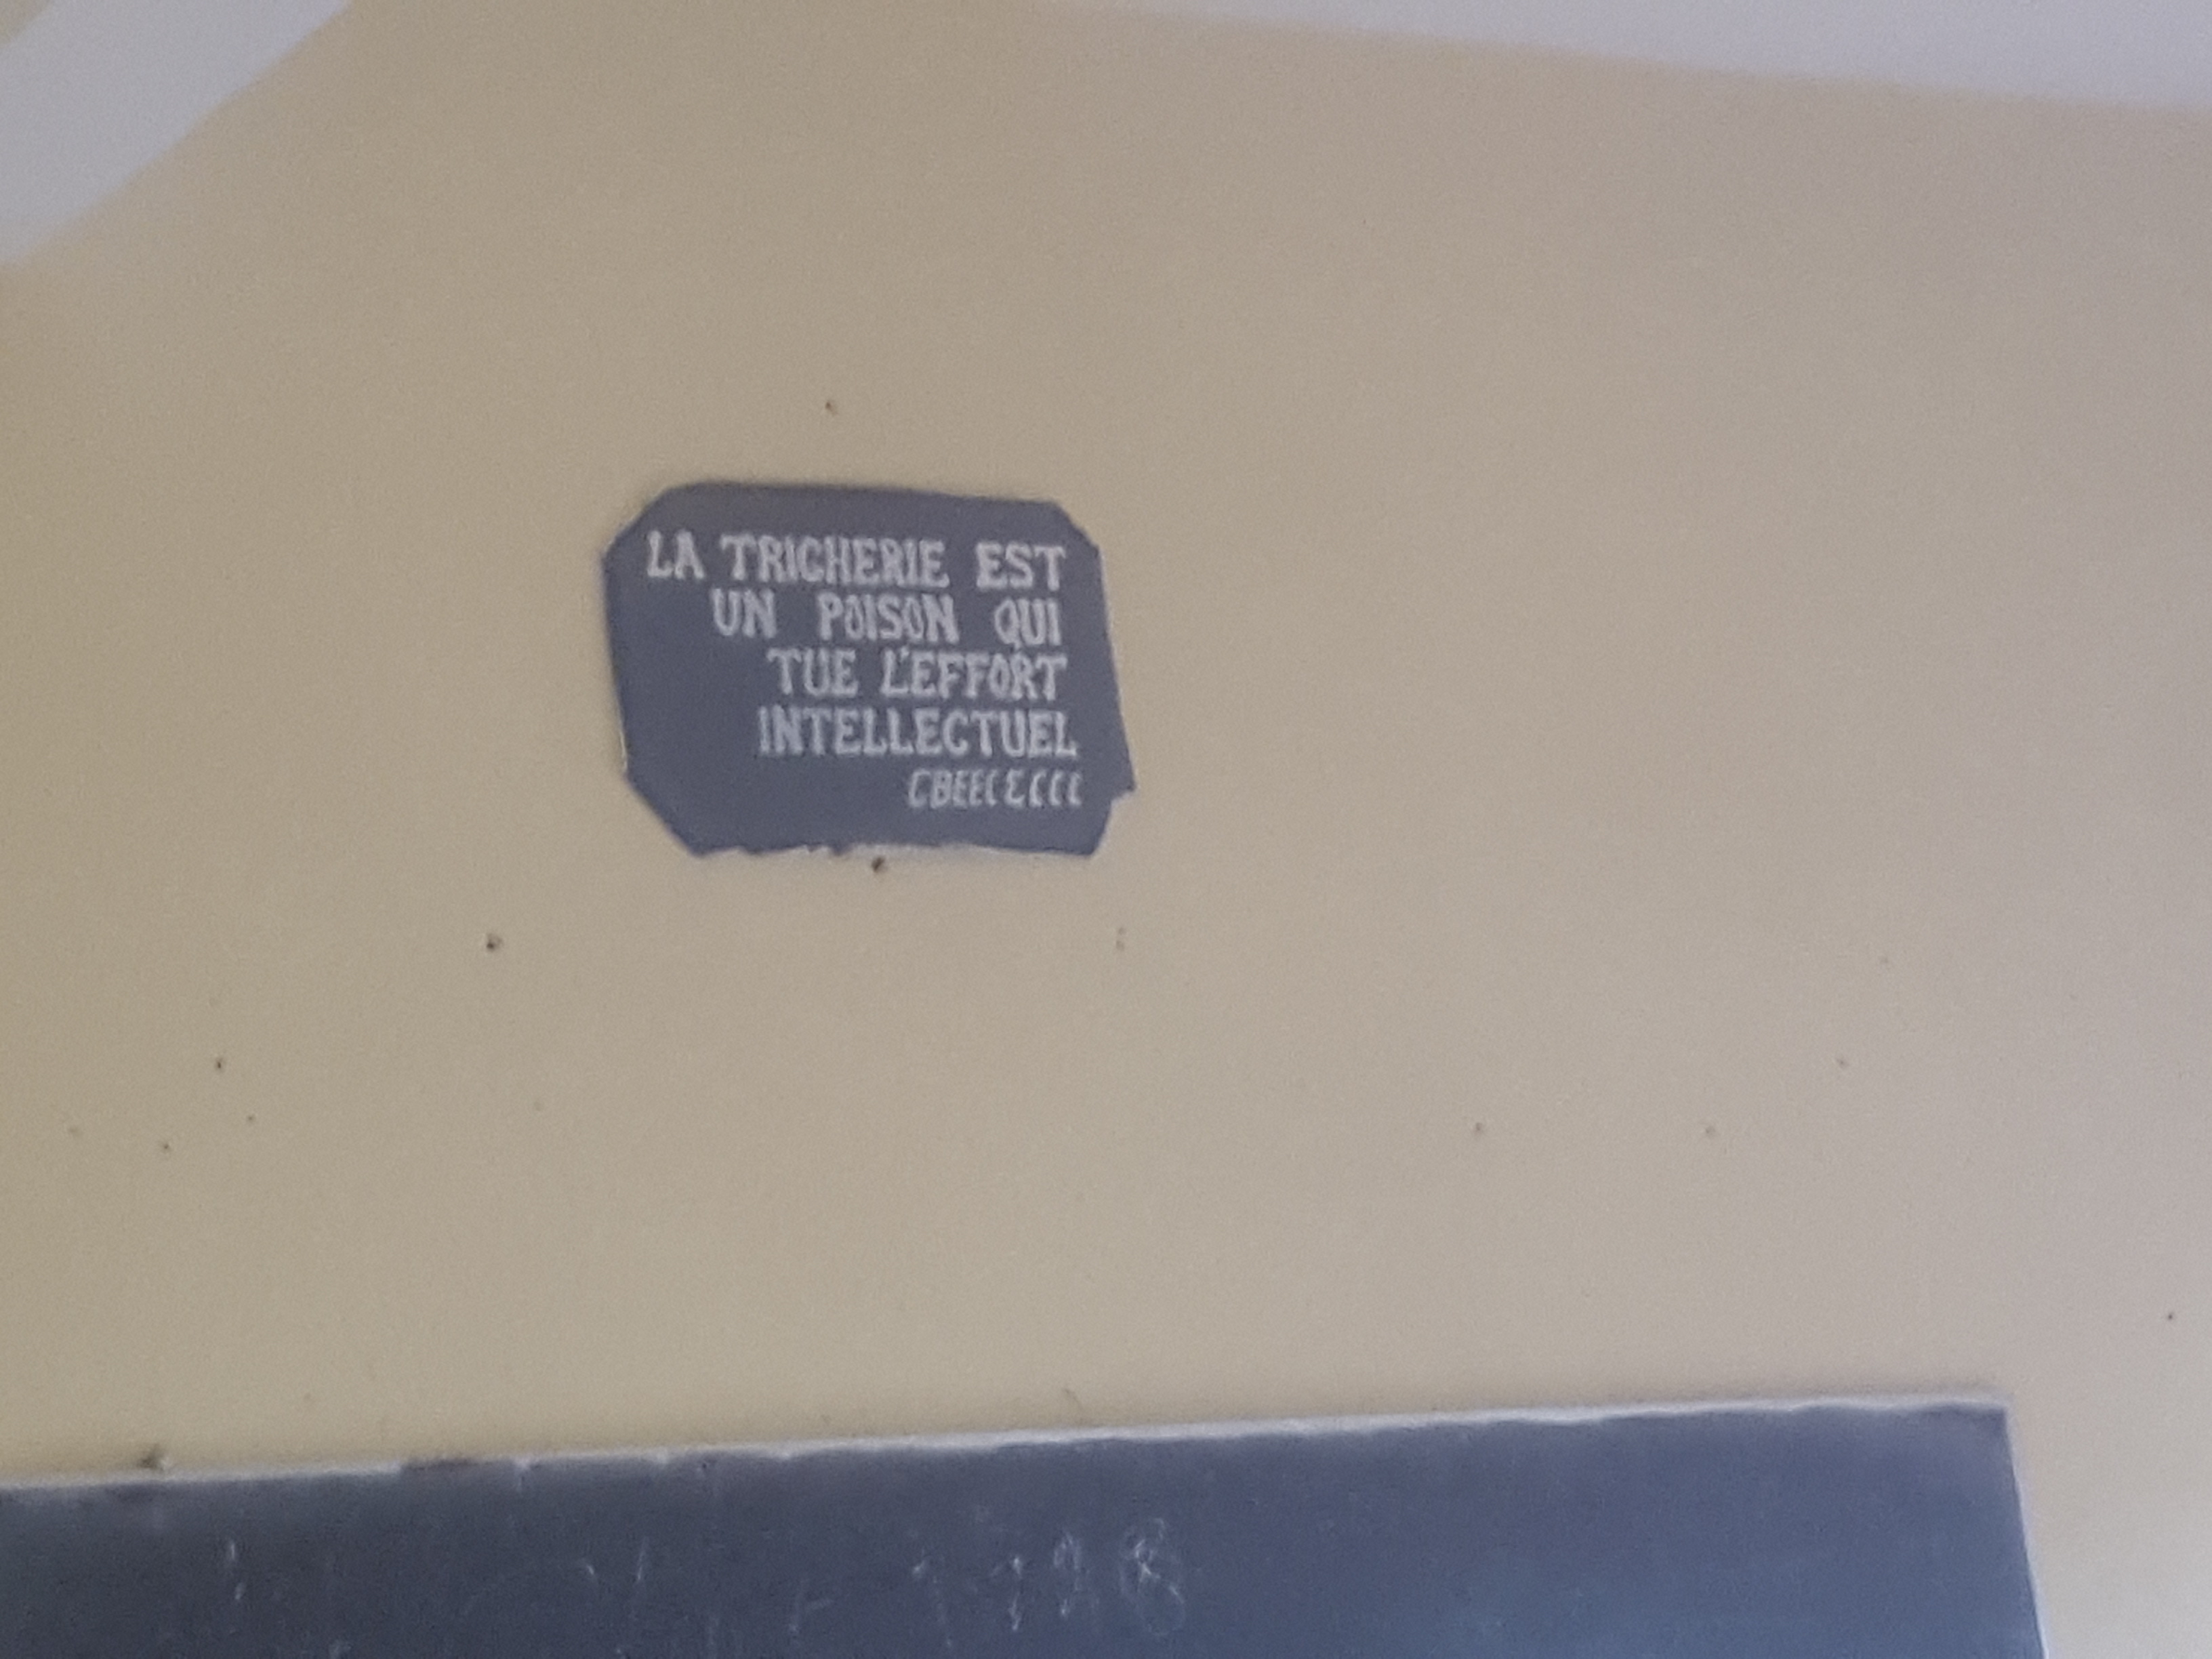 LA TRICHERIE EST
UN POISON QUI
TUE L'EFFORT
INTELLECTUEL